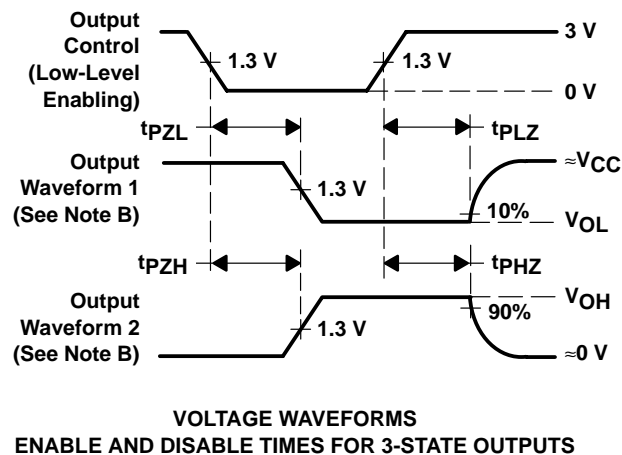 Output
Control
(Low-Level
Enabling)
1.3 V
1.3 V
3 V
0 V
tPZL
tPLZ
Output
Waveform 1
(See Note B)
1.3 V
10%
≈VCC
VOL
tPZH
tPHZ
Output
Waveform 2
(See Note B)
1.3 V
90%
VOH
≈0 V
VOLTAGE WAVEFORMS
ENABLE AND DISABLE TIMES FOR 3-STATE OUTPUTS